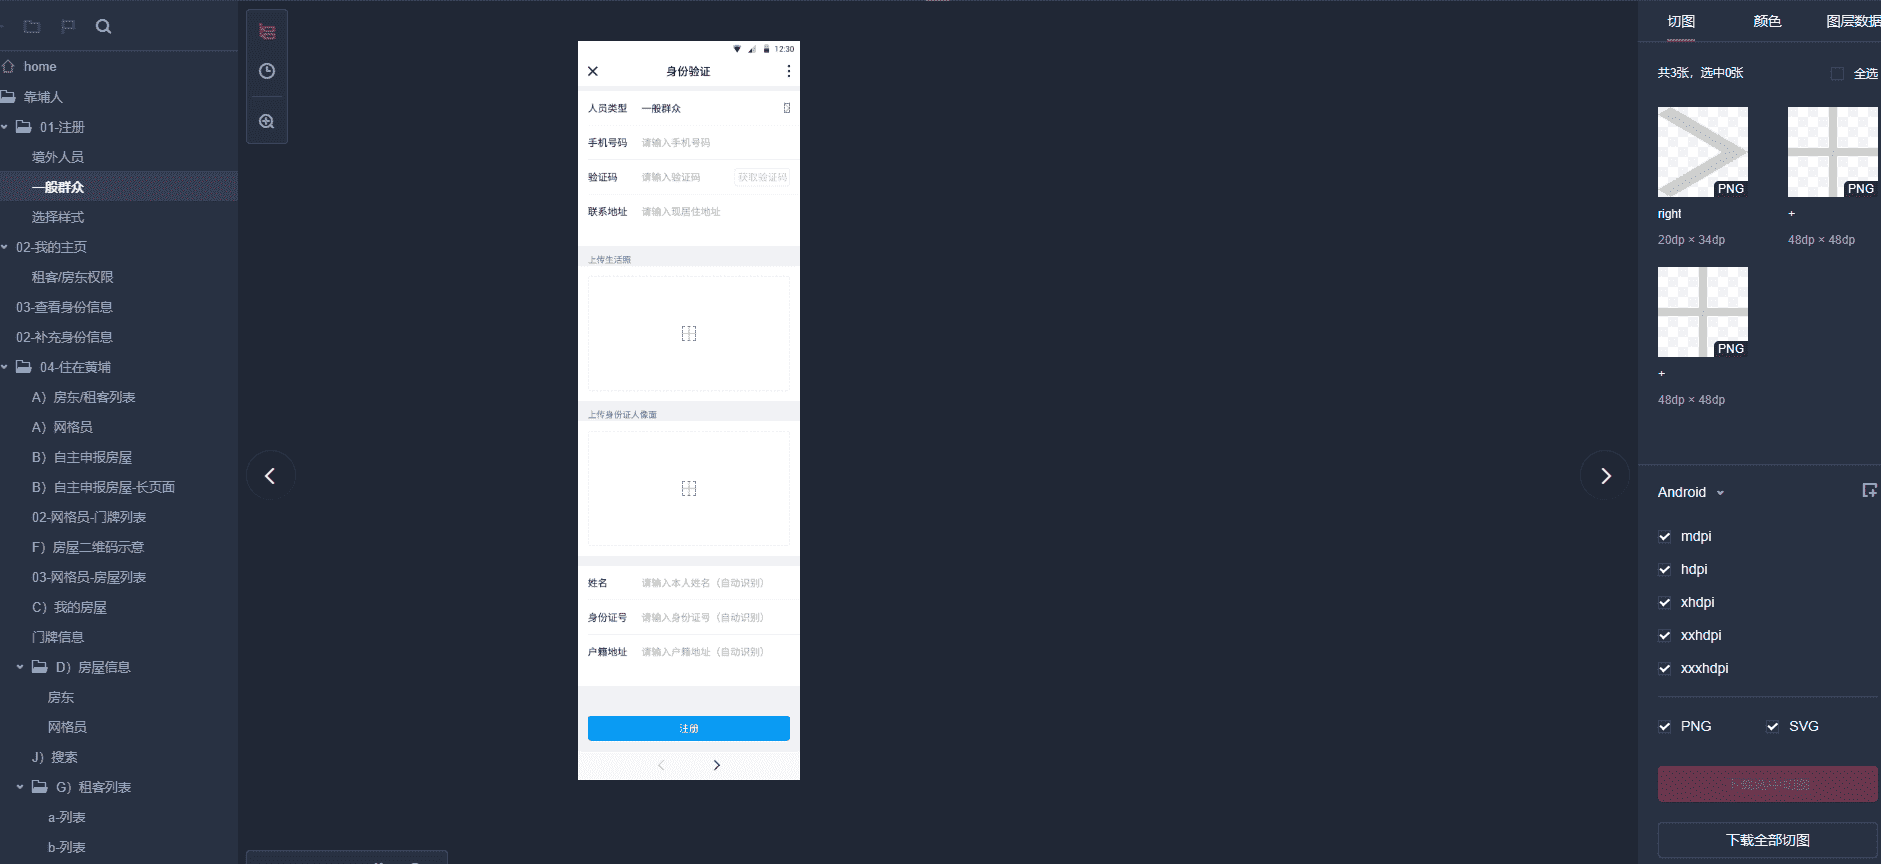 home
靠埔人
01-注册
境外人员
一般群众
选择样式
02-我的主页
租客/房东权限
03-查看身份信息
02-补充身份信息
04-住在黄埔
A）房东/租客列表
A）网格员
B）自主申报房屋
B）自主申报房屋-长页面
02-网格员-门牌列表
F）房屋二维码示意
03-网格员-房屋列表
C）我的房屋
门牌信息
D）房屋信息
房东
网格员
J）搜索
G）租客列表
a-列表
b-列表
12:30
身份验证
人员类型 一般群众
手机号码 请输入手机号码
验证码 请输入验证码 获取验证码
联系地址 请输入现居住地址
上传生活照
上传身份证人像面
姓名 请输入本人姓名（自动识别）
身份证号 请输入身份证号（自动识别）
户籍地址 请输入户籍地址（自动识别）
注册
切图 颜色 图层数据
共3张，选中0张 全选
PNG PNG
right +
20dp × 34dp 48dp × 48dp
PNG
+
48dp × 48dp
Android
mdpi
hdpi
xhdpi
xxhdpi
xxxhdpi
PNG SVG
下载全部切图